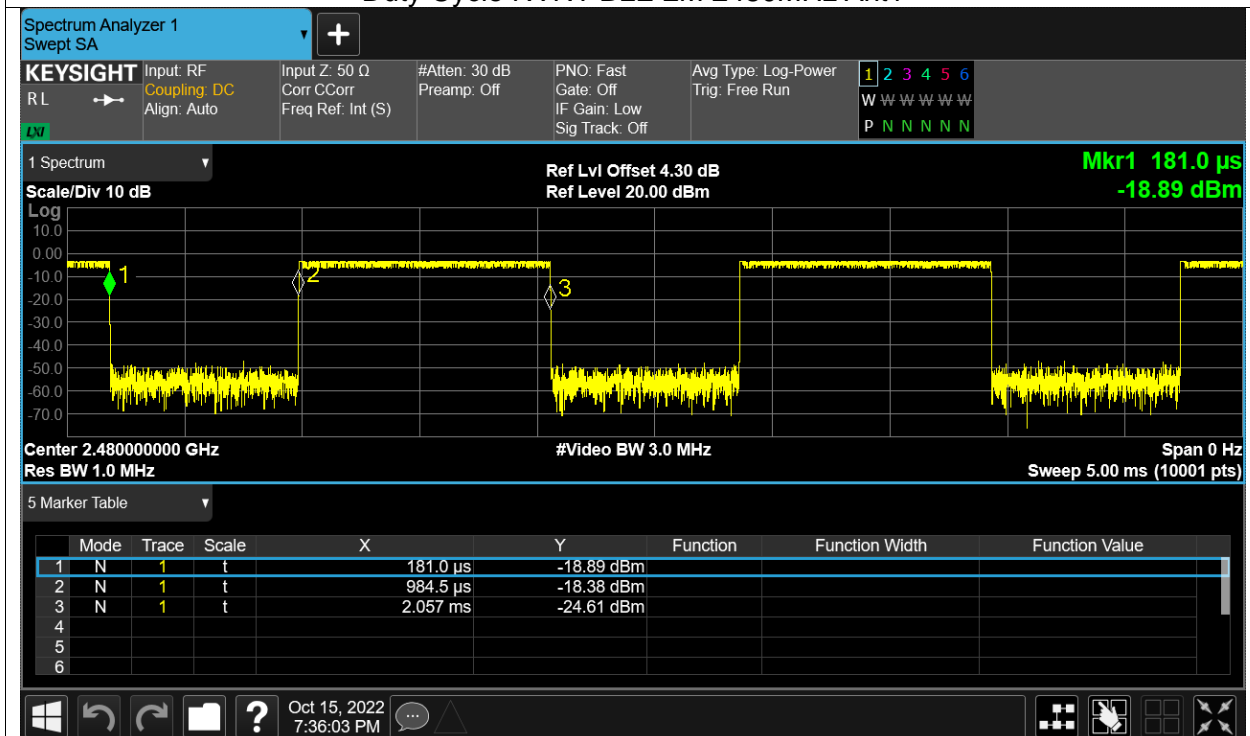 Spectrum Analyzer 1
Swept SA
+
KEYSIGHT Input: RF Input Z: 50 Ω #Atten: 30 dB PNO: Fast Avg Type: Log-Power 1 2 3 4 5 6
R L Coupling: DC Corr CCorr Preamp: Off Gate: Off Trig: Free Run W W W W W W
Align: Auto Freq Ref: Int (S) IF Gain: Low
LXI Sig Track: Off P N N N N N
1 Spectrum Ref Lvl Offset 4.30 dB Mkr1 181.0 µs
Scale/Div 10 dB Ref Level 20.00 dBm -18.89 dBm
Log
10.0
0.00
-10.0 1 2
-20.0 3
-30.0
-40.0
-50.0
-60.0
-70.0
Center 2.480000000 GHz #Video BW 3.0 MHz Span 0 Hz
Res BW 1.0 MHz Sweep 5.00 ms (10001 pts)
5 Marker Table
Mode Trace Scale X Y Function Function Width Function Value
1 N 1 t 181.0 µs -18.89 dBm
2 N 1 t 984.5 µs -18.38 dBm
3 N 1 t 2.057 ms -24.61 dBm
4
5
6
? Oct 15, 2022
7:36:03 PM